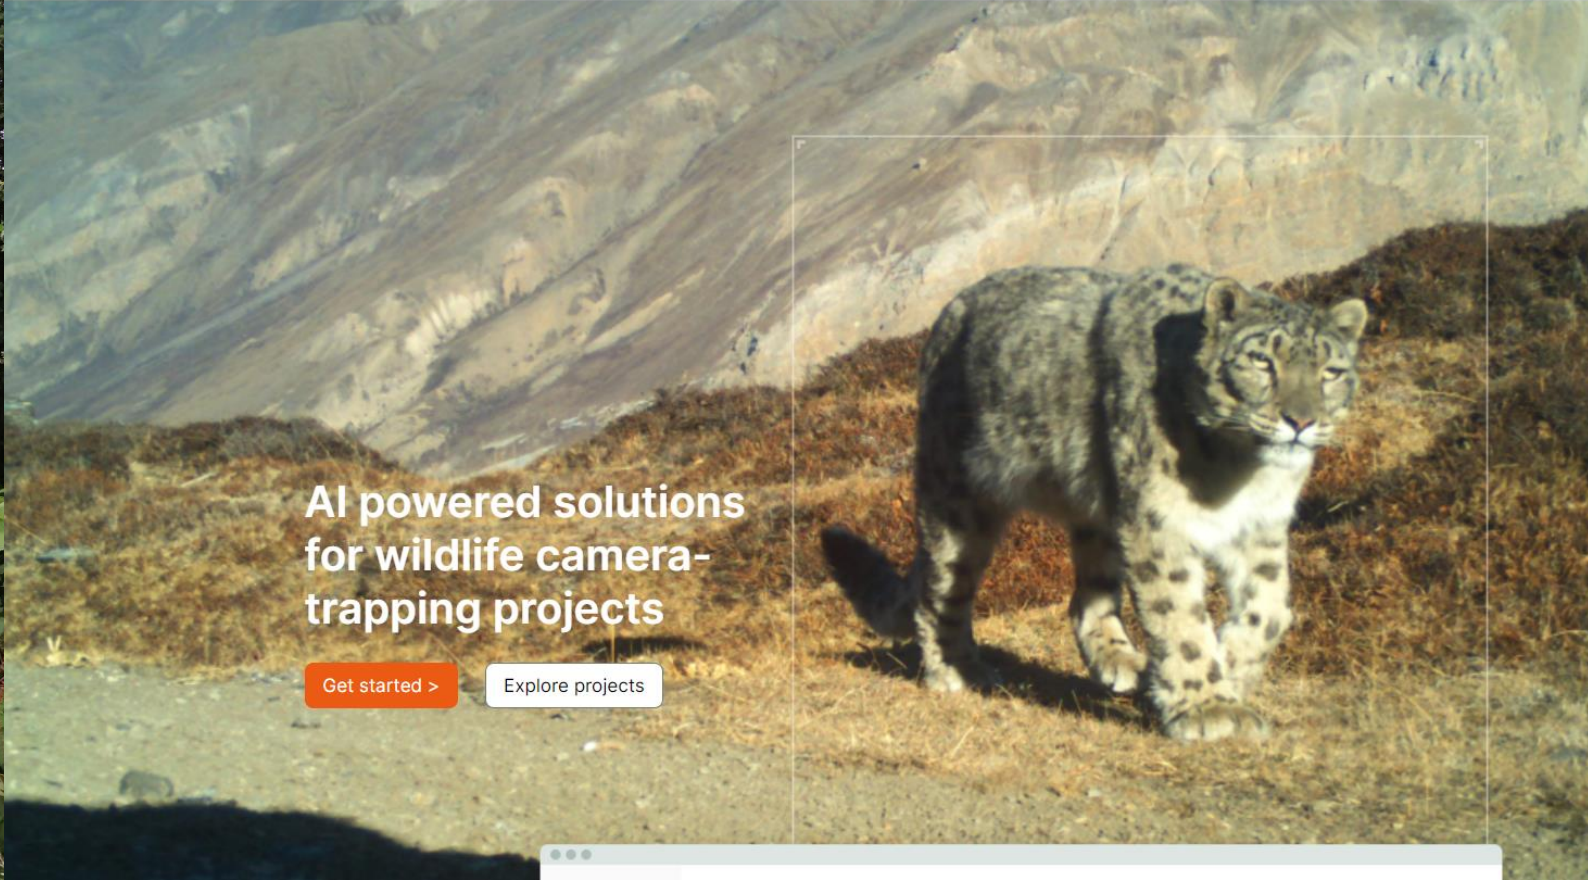 AI powered solutions
for wildlife camera-
trapping projects
Get started >
Explore projects